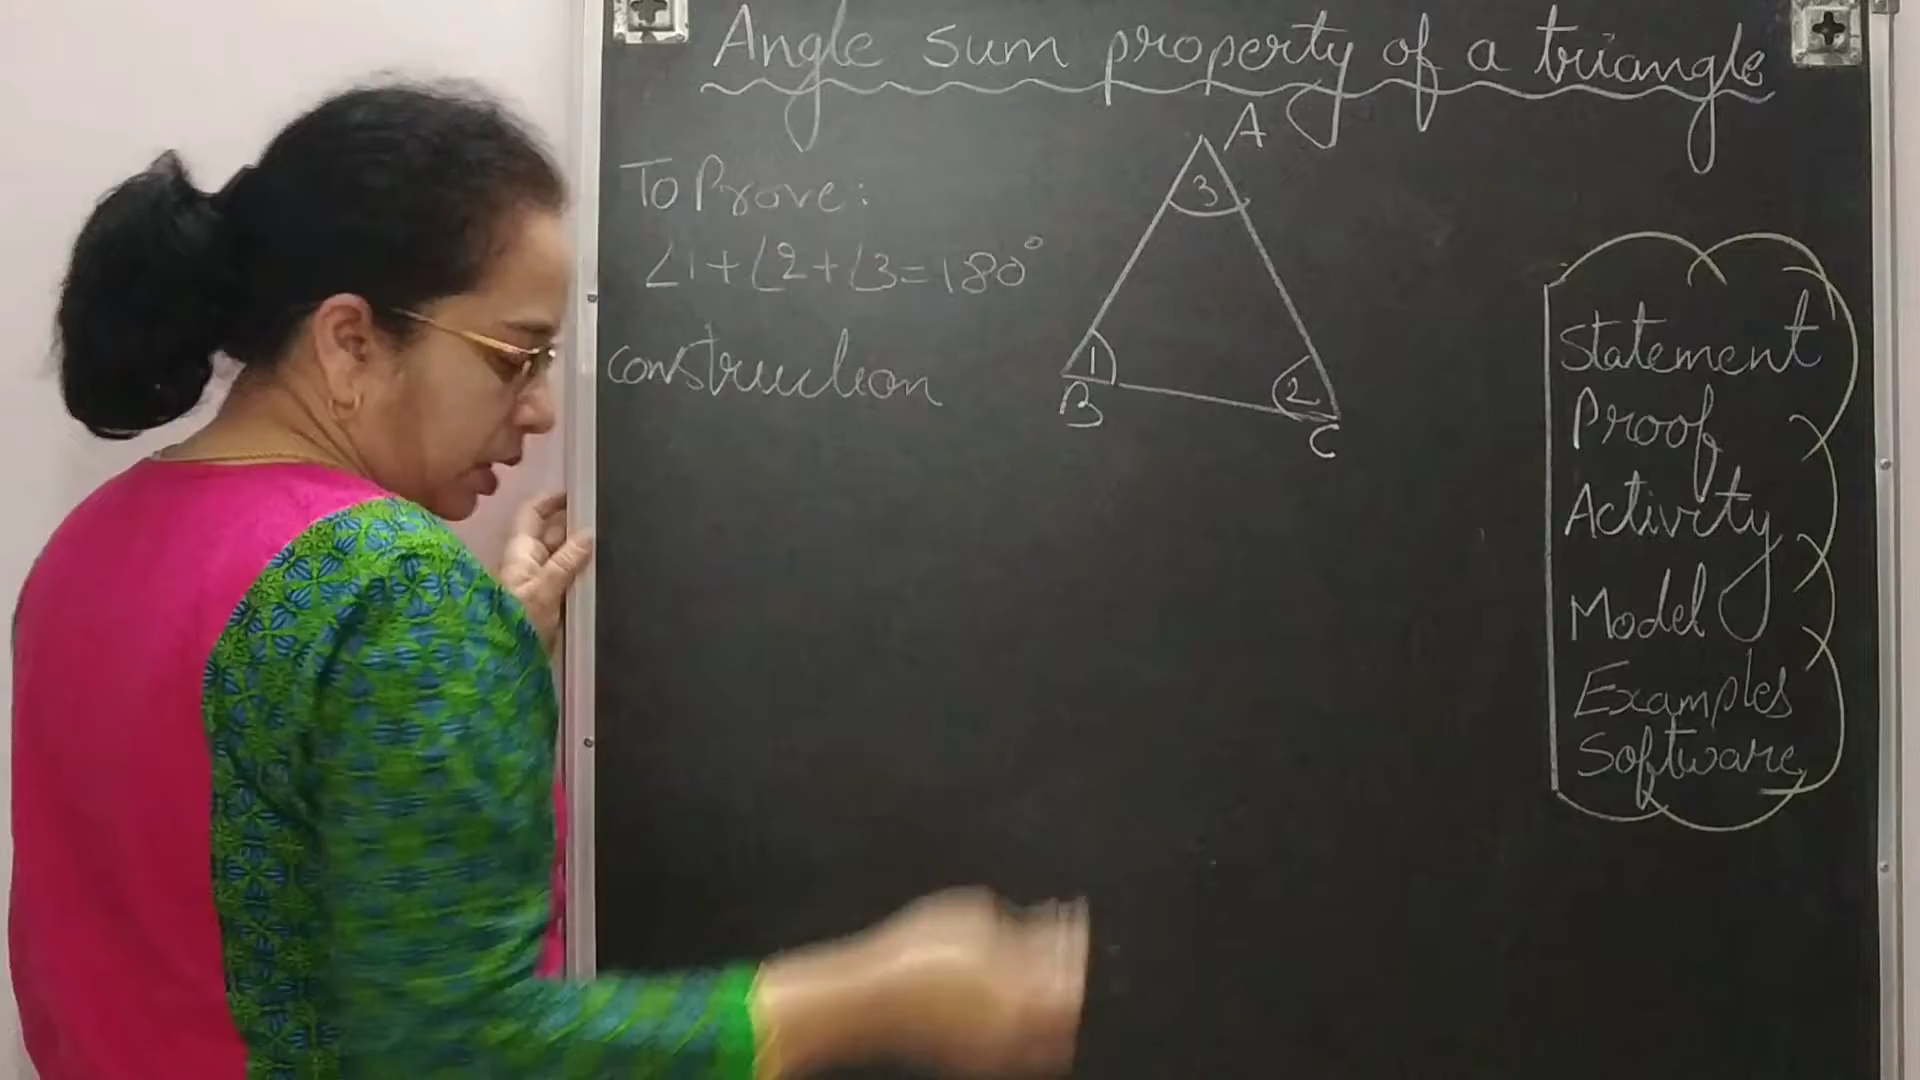 Angle sum property of a triangle
To Prove:
∠1+∠2+∠3=180°
construction
A
3
1
2
B
C
Statement
Proof
Activity
Model
Examples
Software